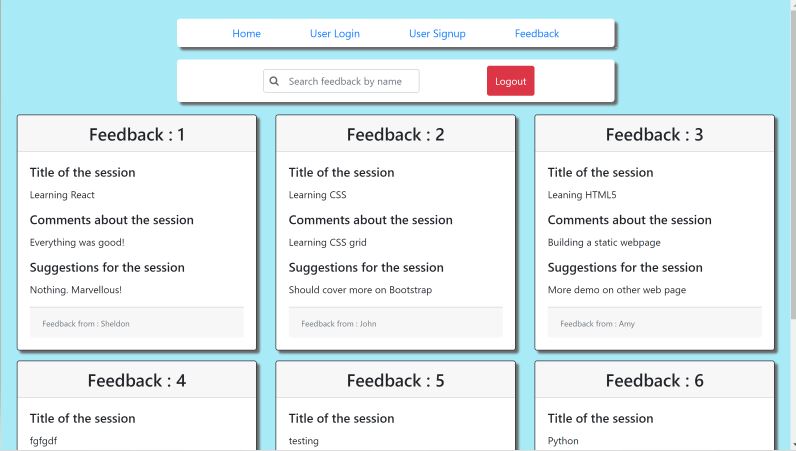 Home User Login User Signup Feedback
Search feedback by name Logout
Feedback : 1
Title of the session
Learning React
Comments about the session
Everything was good!
Suggestions for the session
Nothing. Marvellous!
Feedback from : Sheldon
Feedback : 2
Title of the session
Learning CSS
Comments about the session
Learning CSS grid
Suggestions for the session
Should cover more on Bootstrap
Feedback from : John
Feedback : 3
Title of the session
Leaning HTML5
Comments about the session
Building a static webpage
Suggestions for the session
More demo on other web page
Feedback from : Amy
Feedback : 4
Title of the session
fgfgdf
Feedback : 5
Title of the session
testing
Feedback : 6
Title of the session
Python